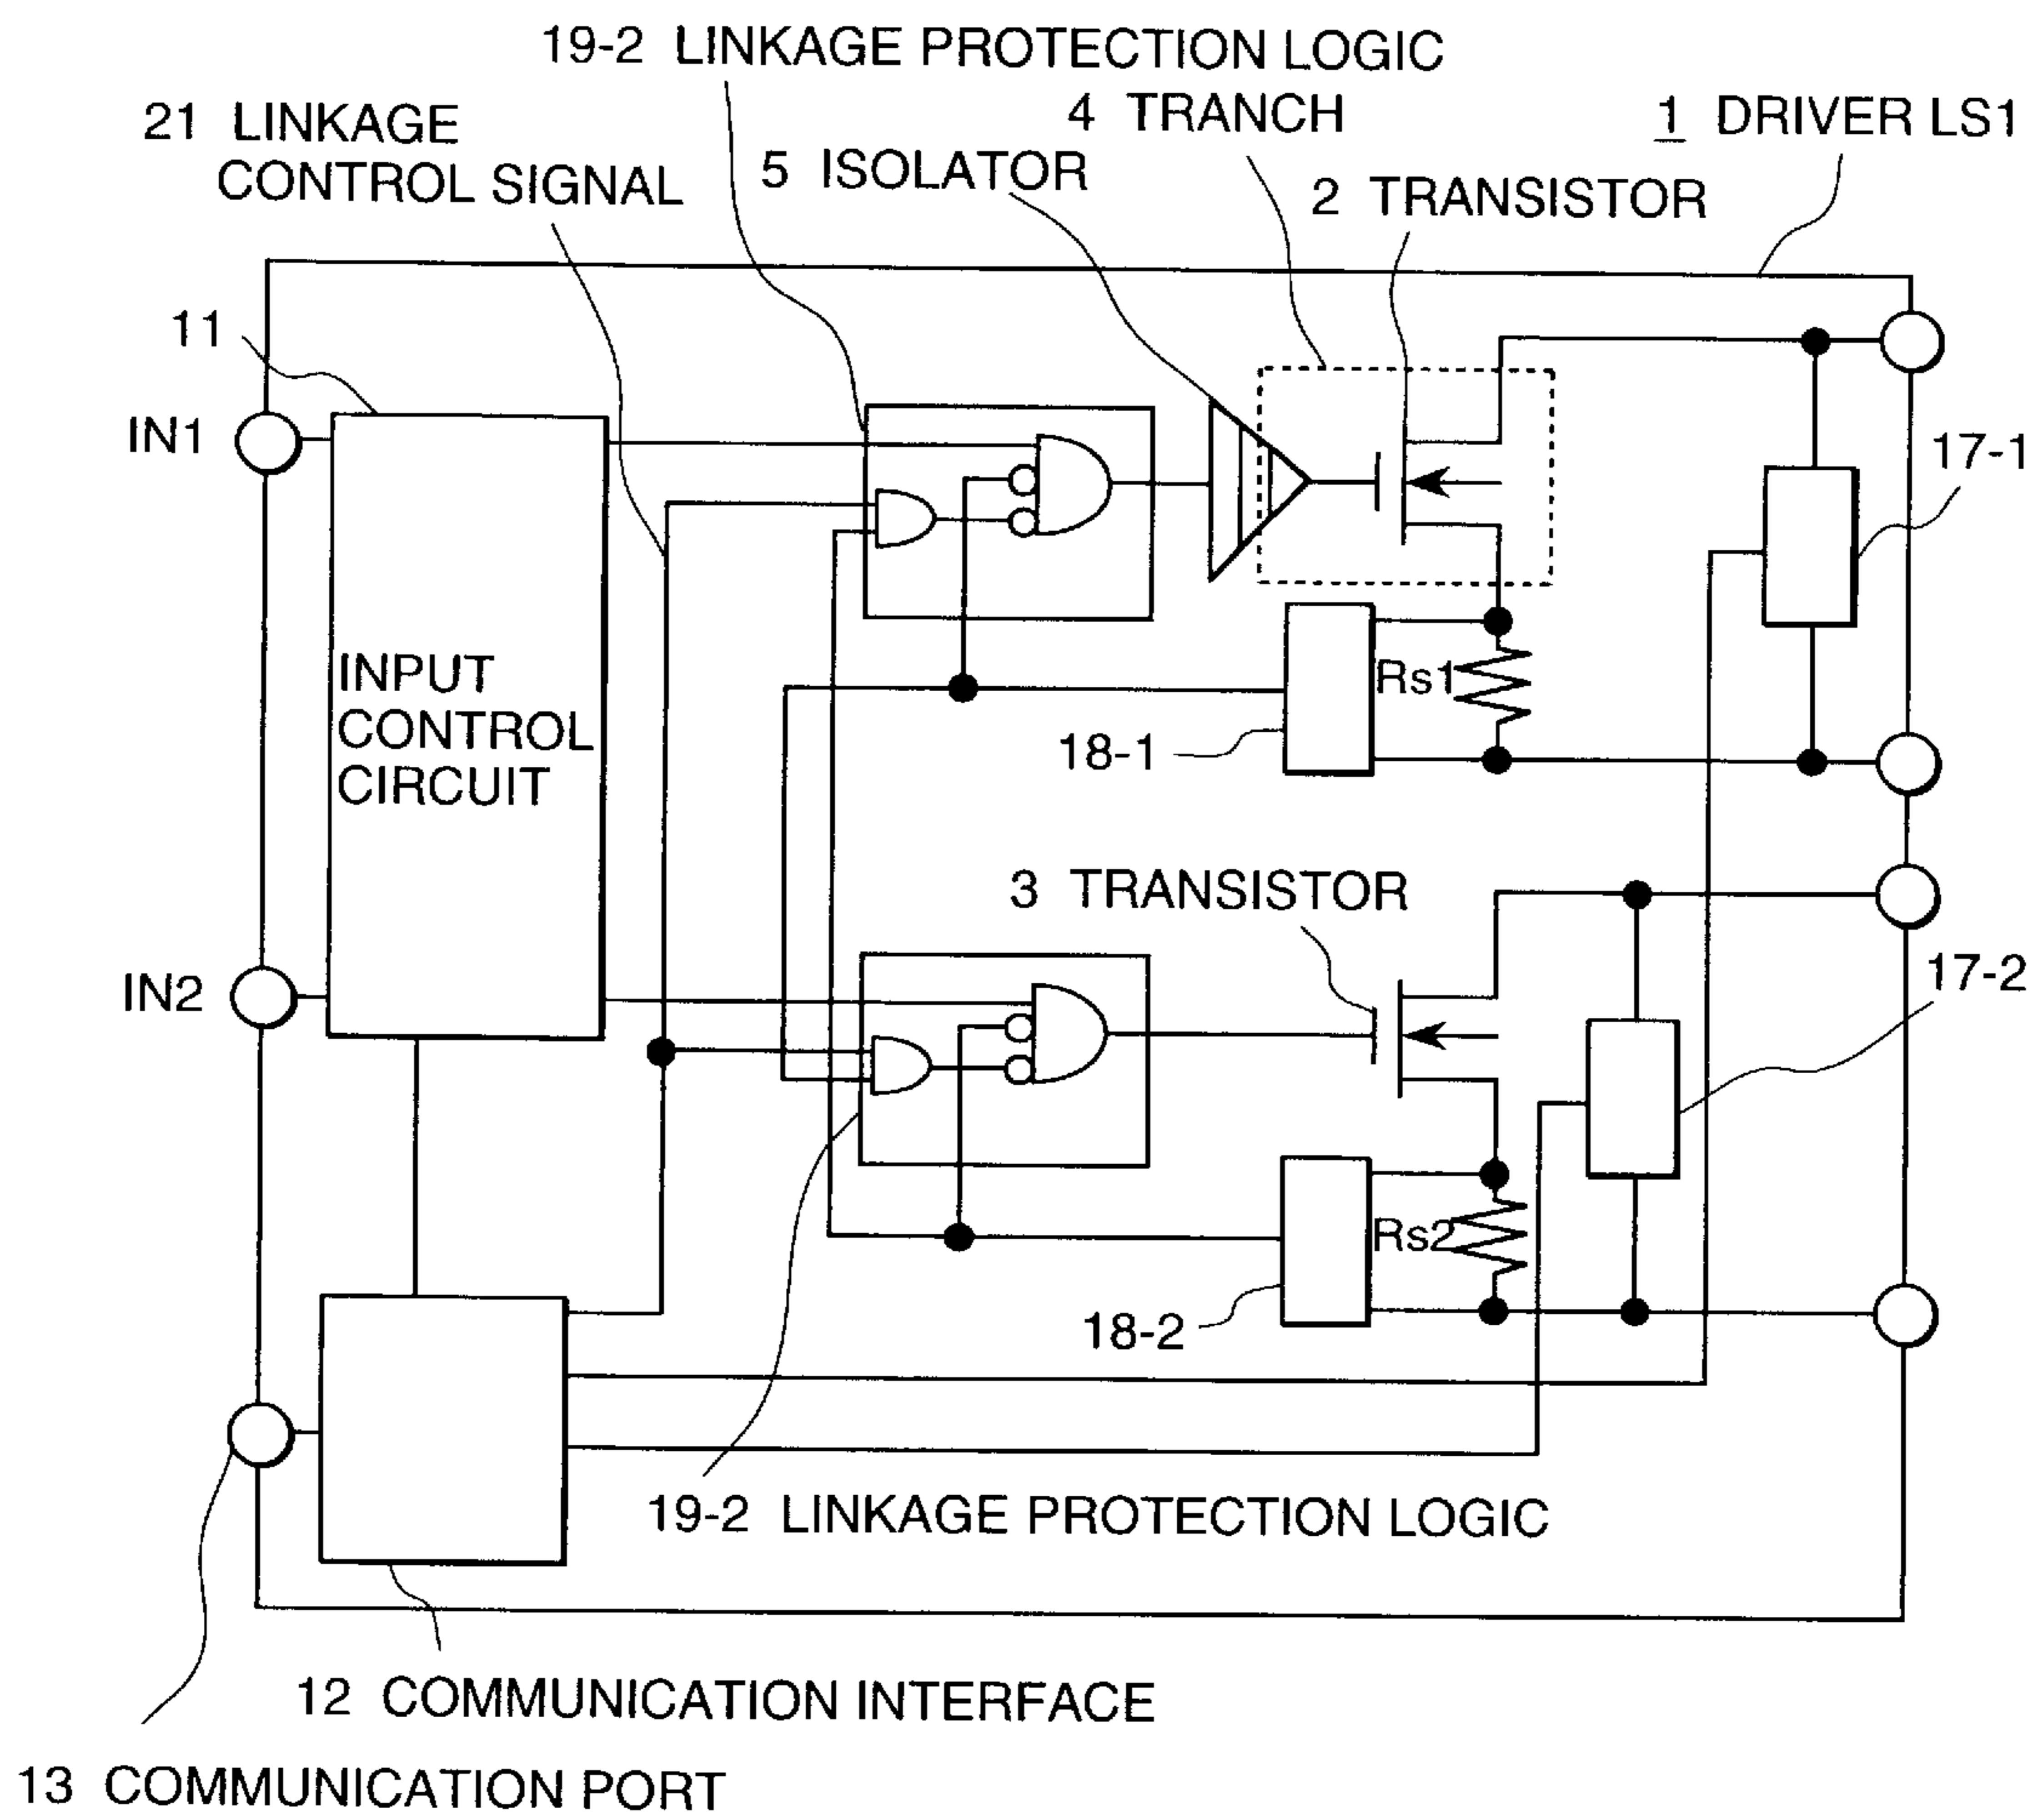 19-2 LINKAGE PROTECTION LOGIC
21 LINKAGE
CONTROL SIGNAL
4 TRANCH
1 DRIVER LS1
5 ISOLATOR
2 TRANSISTOR
11
IN1
17-1
INPUT
CONTROL
CIRCUIT
Rs1
18-1
3 TRANSISTOR
17-2
IN2
Rs2
18-2
19-2 LINKAGE PROTECTION LOGIC
12 COMMUNICATION INTERFACE
13 COMMUNICATION PORT